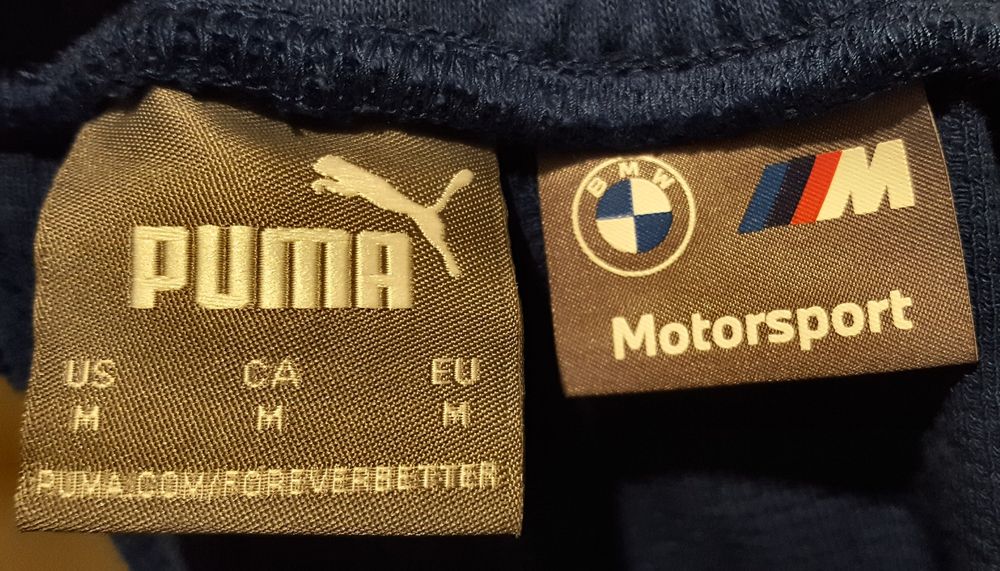 PUMA
US CA EU
M M M
PUMA.COM/FOREVERBETTER
BMW
M
Motorsport